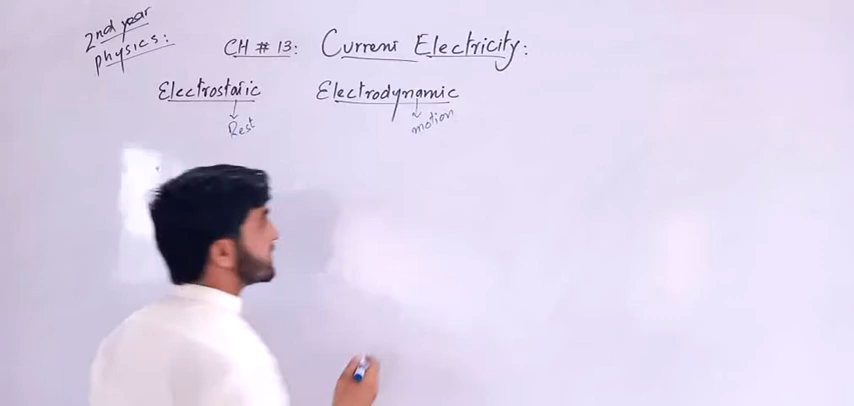 2nd year
physics:
CH # 13: Current Electricity:
Electrostatic Electrodynamic
Rest motion